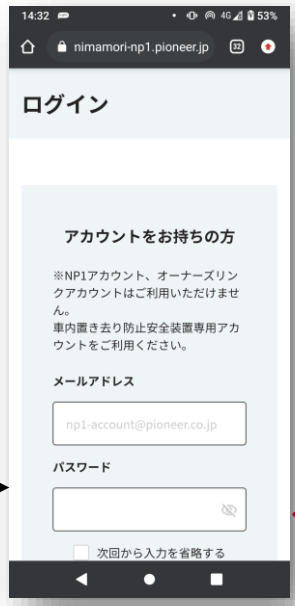 14:32 4G 53%
nimamori-np1.pioneer.jp 32
ログイン
アカウントをお持ちの方
※NP1アカウント、オーナーズリン
クアカウントはご利用いただけませ
ん。
車内置き去り防止安全装置専用アカ
ウントをご利用ください。
メールアドレス
np1-account@pioneer.co.jp
パスワード
次回から入力を省略する